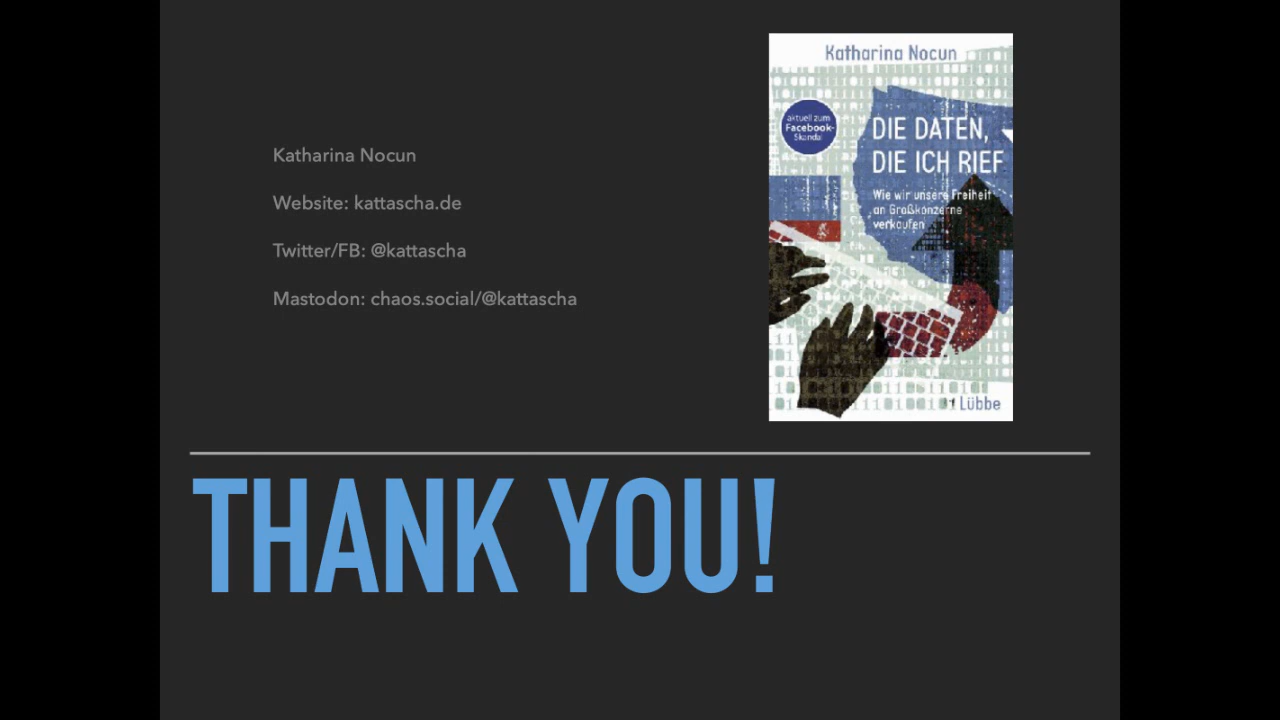 Katharina Nocun
Website: kattascha.de
Twitter/FB: @kattascha
Mastodon: chaos.social/@kattascha
Katharina Nocun
aktuell zum
Facebook-
Skandal
DIE DATEN,
DIE ICH RIEF
Wie wir unsere Freiheit
an Großkonzerne
verkaufen
Lübbe
THANK YOU!